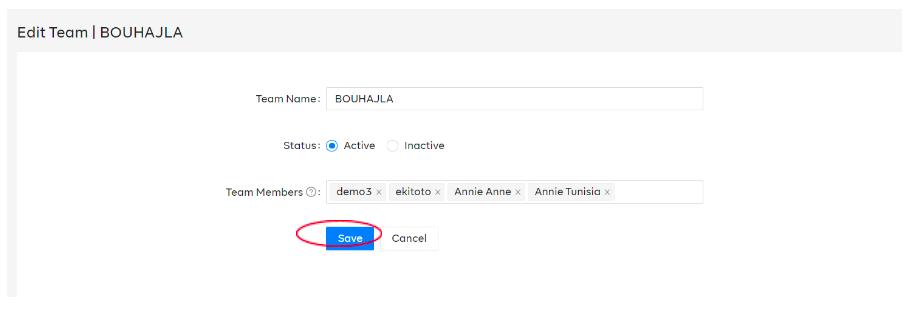 Edit Team | BOUHAJLA
Team Name: BOUHAJLA
Status: Active Inactive
Team Members ?: demo3 × ekitoto × Annie Anne × Annie Tunisia ×
Save Cancel